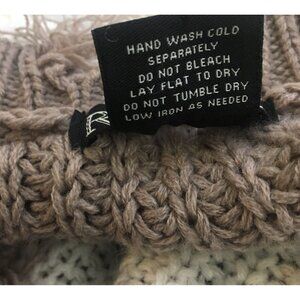 HAND WASH COLD
SEPARATELY
DO NOT BLEACH
LAY FLAT TO DRY
DO NOT TUMBLE DRY
LOW IRON AS NEEDED